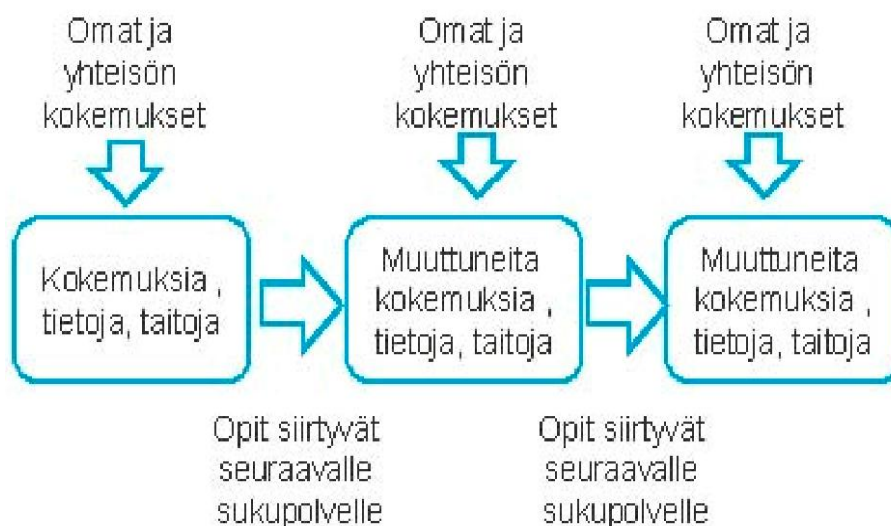 Omat ja
yhteisön
kokemukset
Omat ja
yhteisön
kokemukset
Omat ja
yhteisön
kokemukset
Kokemuksia ,
tietoja, taitoja
Muuttuneita
kokemuksia ,
tietoja, taitoja
Muuttuneita
kokemuksia ,
tietoja, taitoja
Opit siirtyvät
seuraavalle
sukupolvelle
Opit siirtyvät
seuraavalle
sukupolvelle